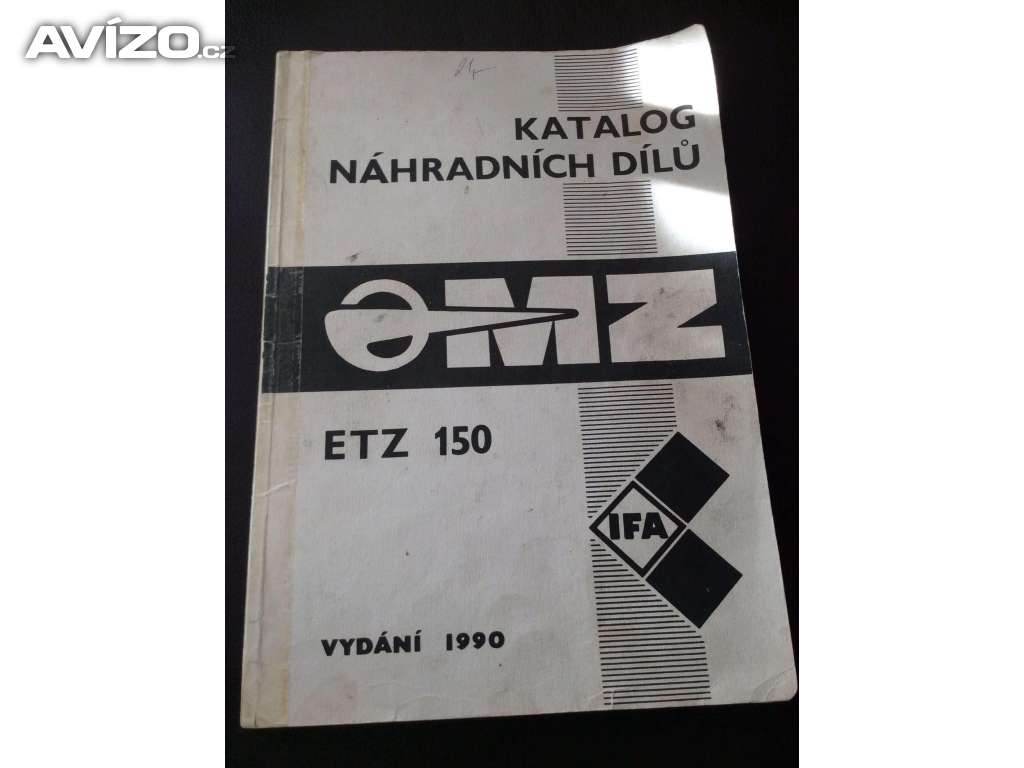 AVÍZO.cz
KATALOG
NÁHRADNÍCH DÍLŮ
MZ
ETZ 150
IFA
VYDÁNÍ 1990